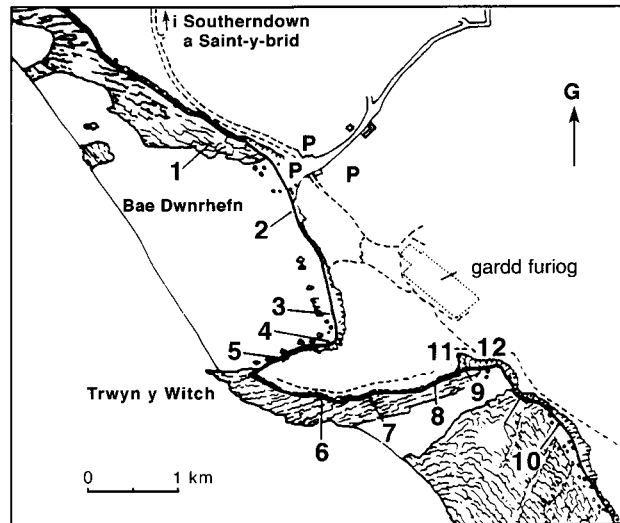 i Southerndown
a Saint-y-brid
G
P
P
P
1
Bae Dwnrhefn
2
gardd furiog
3
4
5
11
12
Trwyn y Witch
9
8
7
6
10
0 1 km